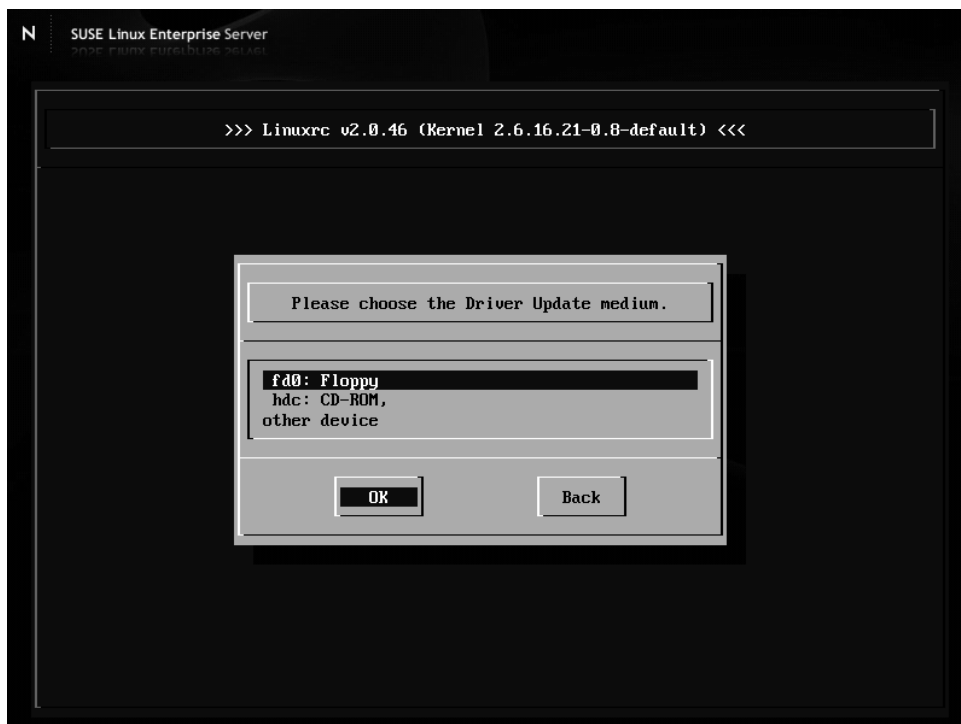 N
SUSE Linux Enterprise Server
>>> Linuxrc v2.0.46 (Kernel 2.6.16.21-0.8-default) <<<
Please choose the Driver Update medium.
fd0: Floppy
hdc: CD-ROM,
other device
OK
Back